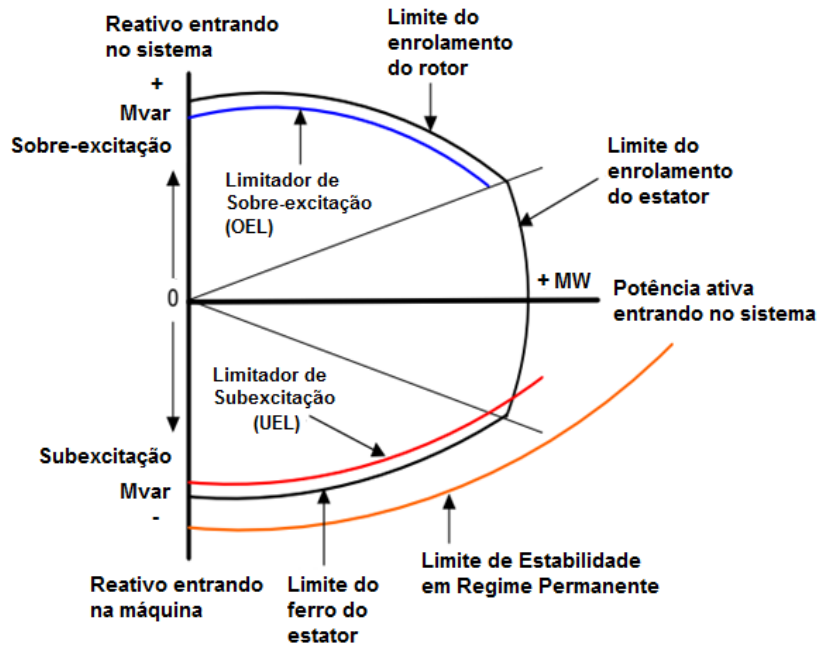 Reativo entrando
no sistema
+
Mvar
Sobre-excitação
Limite do
enrolamento
do rotor
Limite do
enrolamento
do estator
Limitador de
Sobre-excitação
(OEL)
0
+ MW
Potência ativa
entrando no sistema
Limitador de
Subexcitação
(UEL)
Subexcitação
Mvar
-
Reativo entrando
na máquina
Limite do
ferro do
estator
Limite de Estabilidade
em Regime Permanente